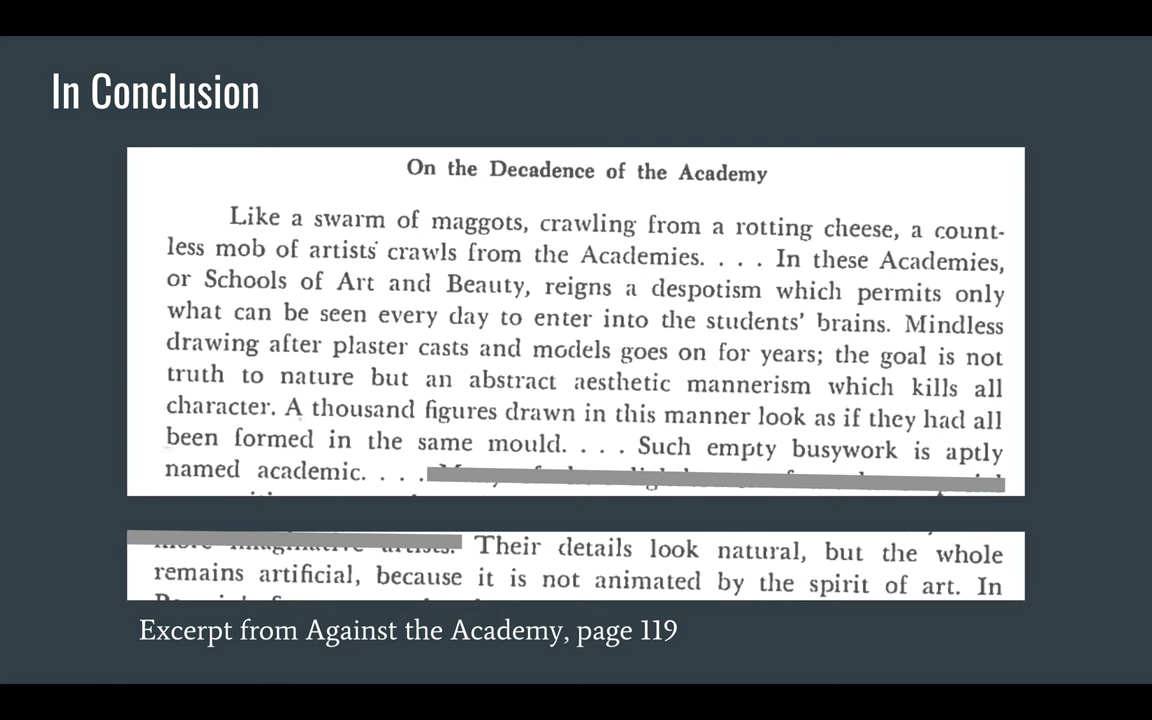 In Conclusion
On the Decadence of the Academy
Like a swarm of maggots, crawling from a rotting cheese, a count-
less mob of artists crawls from the Academies. . . . In these Academies,
or Schools of Art and Beauty, reigns a despotism which permits only
what can be seen every day to enter into the students' brains. Mindless
drawing after plaster casts and models goes on for years; the goal is not
truth to nature but an abstract aesthetic mannerism which kills all
character. A thousand figures drawn in this manner look as if they had all
been formed in the same mould. . . . Such empty busywork is aptly
named academic. . . .
more imaginative artists. Their details look natural, but the whole
remains artificial, because it is not animated by the spirit of art. In
Excerpt from Against the Academy, page 119